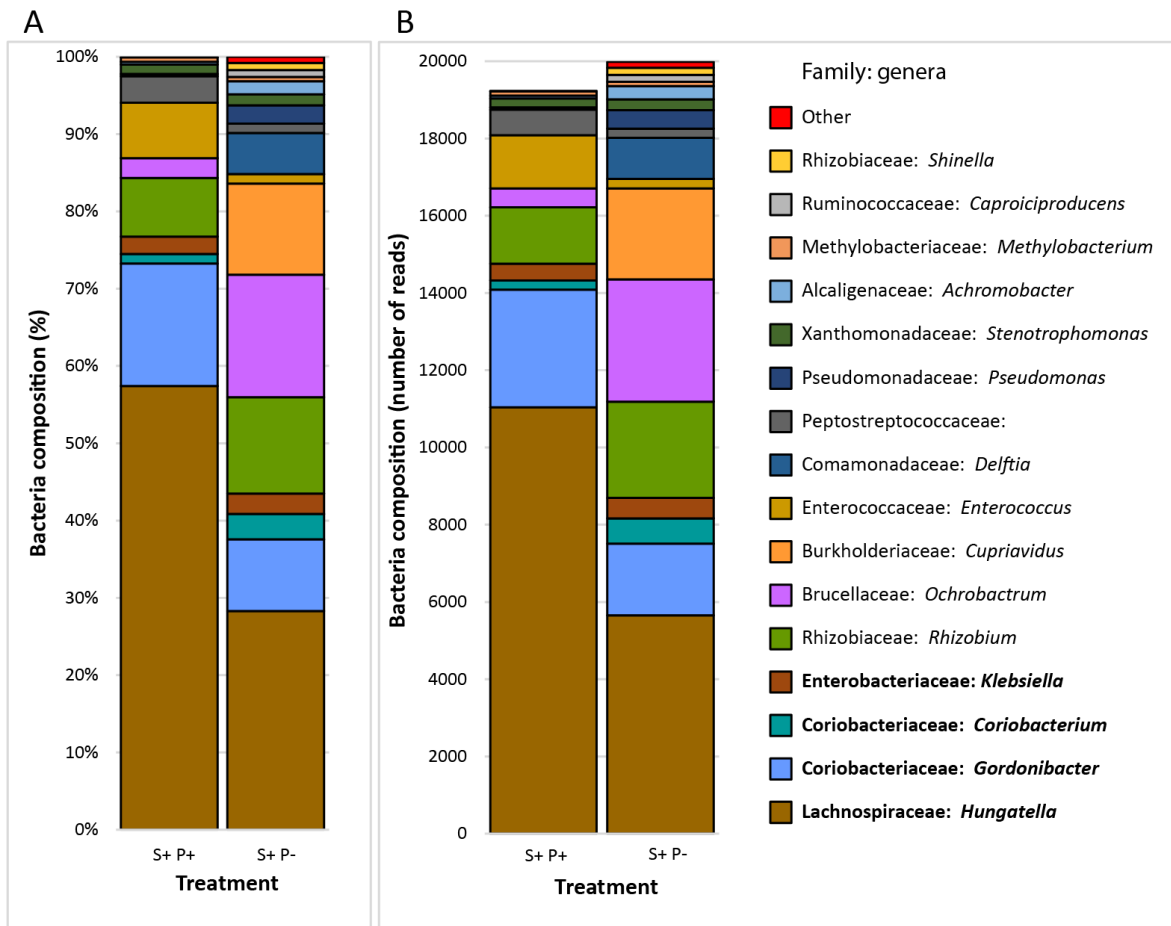 A
B
100%
90%
80%
70%
60%
50%
40%
30%
20%
10%
0%
Bacteria composition (%)
S+ P+
S+ P-
Treatment
20000
18000
16000
14000
12000
10000
8000
6000
4000
2000
0
Bacteria composition (number of reads)
S+ P+
S+ P-
Treatment
Family: genera
Other
Rhizobiaceae: Shinella
Ruminococcaceae: Caproiciproducens
Methylobacteriaceae: Methylobacterium
Alcaligenaceae: Achromobacter
Xanthomonadaceae: Stenotrophomonas
Pseudomonadaceae: Pseudomonas
Peptostreptococcaceae:
Comamonadaceae: Delftia
Enterococcaceae: Enterococcus
Burkholderiaceae: Cupriavidus
Brucellaceae: Ochrobactrum
Rhizobiaceae: Rhizobium
Enterobacteriaceae: Klebsiella
Coriobacteriaceae: Coriobacterium
Coriobacteriaceae: Gordonibacter
Lachnospiraceae: Hungatella